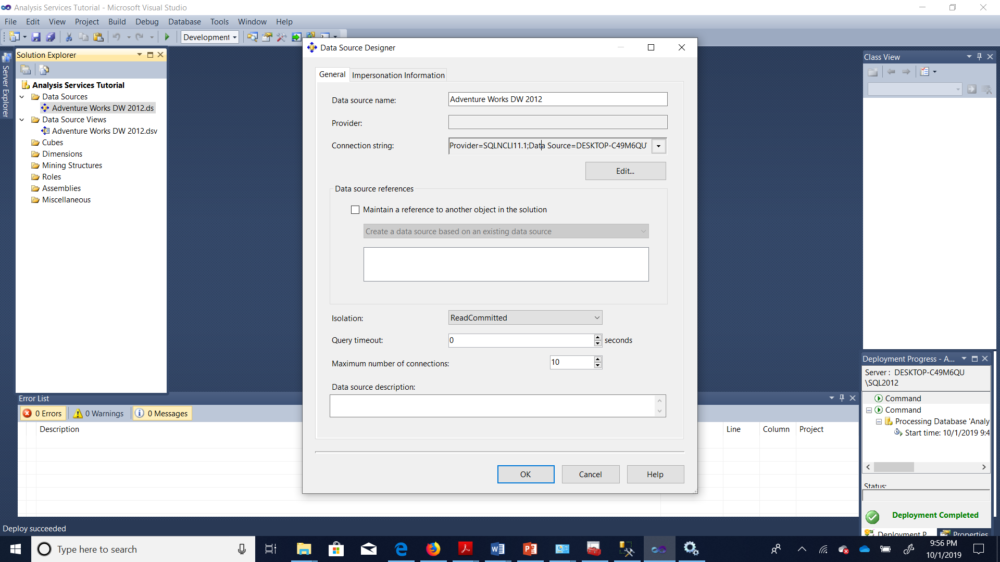 Analysis Services Tutorial - Microsoft Visual Studio
File Edit View Project Build Debug Database Tools Window Help
Development
Server Explorer
Solution Explorer
Analysis Services Tutorial
Data Sources
Adventure Works DW 2012.ds
Data Source Views
Adventure Works DW 2012.dsv
Cubes
Dimensions
Mining Structures
Roles
Assemblies
Miscellaneous
Data Source Designer
General Impersonation Information
Data source name: Adventure Works DW 2012
Provider:
Connection string: Provider=SQLNCLI11.1;Data Source=DESKTOP-C49M6QU
Edit...
Data source references
Maintain a reference to another object in the solution
Create a data source based on an existing data source
Isolation: ReadCommitted
Query timeout: 0 seconds
Maximum number of connections: 10
Data source description:
OK Cancel Help
Class View
Deployment Progress - A...
Server : DESKTOP-C49M6QU
\SQL2012
Command
Command
Processing Database 'Analy
Start time: 10/1/2019 9:4
Status:
Deployment Completed
Deployment P Properties
Error List
0 Errors 0 Warnings 0 Messages
Description Line Column Project
Deploy succeeded
Type here to search
9:56 PM
10/1/2019